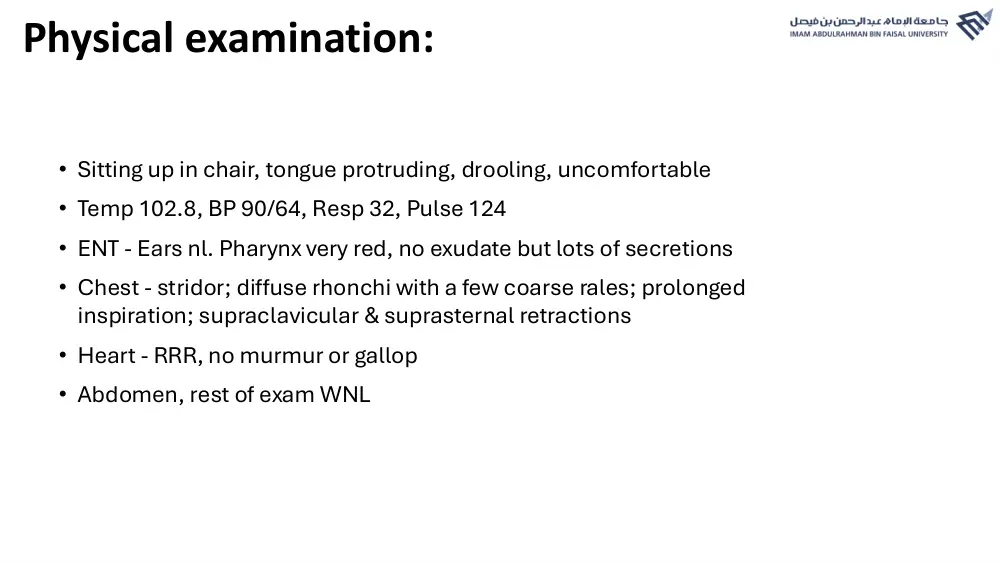 Physical examination:
جامعة الإمام عبدالرحمن بن فيصل
IMAM ABDULRAHMAN BIN FAISAL UNIVERSITY
• Sitting up in chair, tongue protruding, drooling, uncomfortable
• Temp 102.8, BP 90/64, Resp 32, Pulse 124
• ENT - Ears nl. Pharynx very red, no exudate but lots of secretions
• Chest - stridor; diffuse rhonchi with a few coarse rales; prolonged
inspiration; supraclavicular & suprasternal retractions
• Heart - RRR, no murmur or gallop
• Abdomen, rest of exam WNL